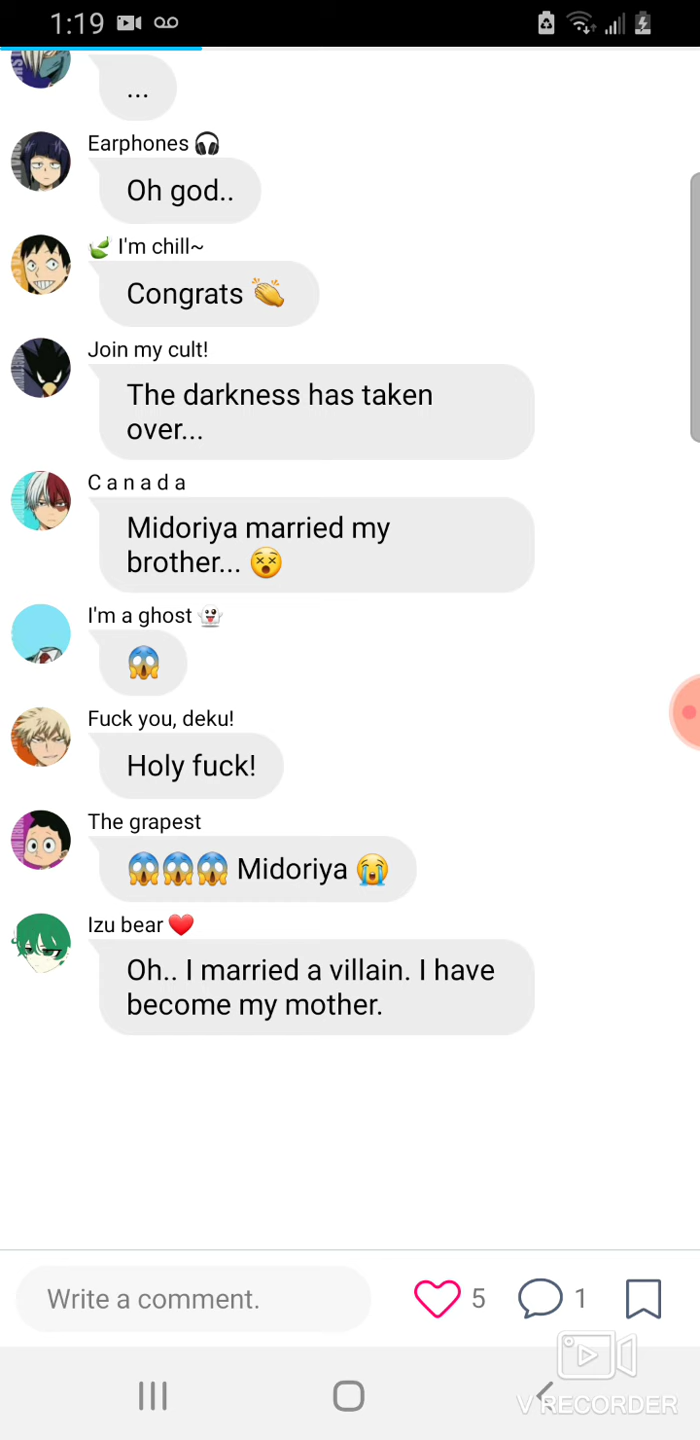 1:19
...
Earphones 🎧
Oh god..
🍃 I'm chill~
Congrats 👏
Join my cult!
The darkness has taken
over...
C a n a d a
Midoriya married my
brother... 😵
I'm a ghost 👻
😱
Fuck you, deku!
Holy fuck!
The grapest
😱😱😱 Midoriya 😭
Izu bear ❤️
Oh.. I married a villain. I have
become my mother.
Write a comment.
5
1
V RECORDER